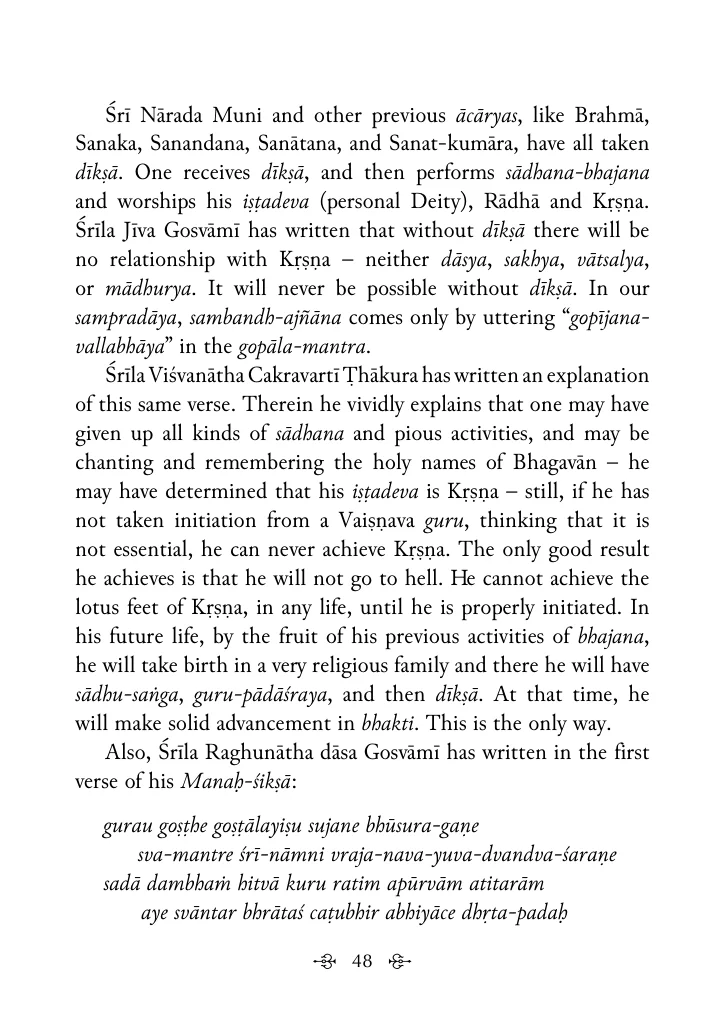 Śrī Nārada Muni and other previous ācāryas, like Brahmā,
Sanaka, Sanandana, Sanātana, and Sanat-kumāra, have all taken
dīkṣā. One receives dīkṣā, and then performs sādhana-bhajana
and worships his iṣṭadeva (personal Deity), Rādhā and Kṛṣṇa.
Śrīla Jīva Gosvāmī has written that without dīkṣā there will be
no relationship with Kṛṣṇa – neither dāsya, sakhya, vātsalya,
or mādhurya. It will never be possible without dīkṣā. In our
sampradāya, sambandh-ajñāna comes only by uttering “gopījana-
vallabhāya” in the gopāla-mantra.
Śrīla Viśvanātha Cakravartī Ṭhākura has written an explanation
of this same verse. Therein he vividly explains that one may have
given up all kinds of sādhana and pious activities, and may be
chanting and remembering the holy names of Bhagavān – he
may have determined that his iṣṭadeva is Kṛṣṇa – still, if he has
not taken initiation from a Vaiṣṇava guru, thinking that it is
not essential, he can never achieve Kṛṣṇa. The only good result
he achieves is that he will not go to hell. He cannot achieve the
lotus feet of Kṛṣṇa, in any life, until he is properly initiated. In
his future life, by the fruit of his previous activities of bhajana,
he will take birth in a very religious family and there he will have
sādhu-saṅga, guru-pādāśraya, and then dīkṣā. At that time, he
will make solid advancement in bhakti. This is the only way.
Also, Śrīla Raghunātha dāsa Gosvāmī has written in the first
verse of his Manaḥ-śikṣā:
gurau goṣṭhe goṣṭālayiṣu sujane bhūsura-gaṇe
sva-mantre śrī-nāmni vraja-nava-yuva-dvandva-śaraṇe
sadā dambhaṁ hitvā kuru ratim apūrvām atitarām
aye svāntar bhrātaś caṭubhir abhiyāce dhṛta-padaḥ
48